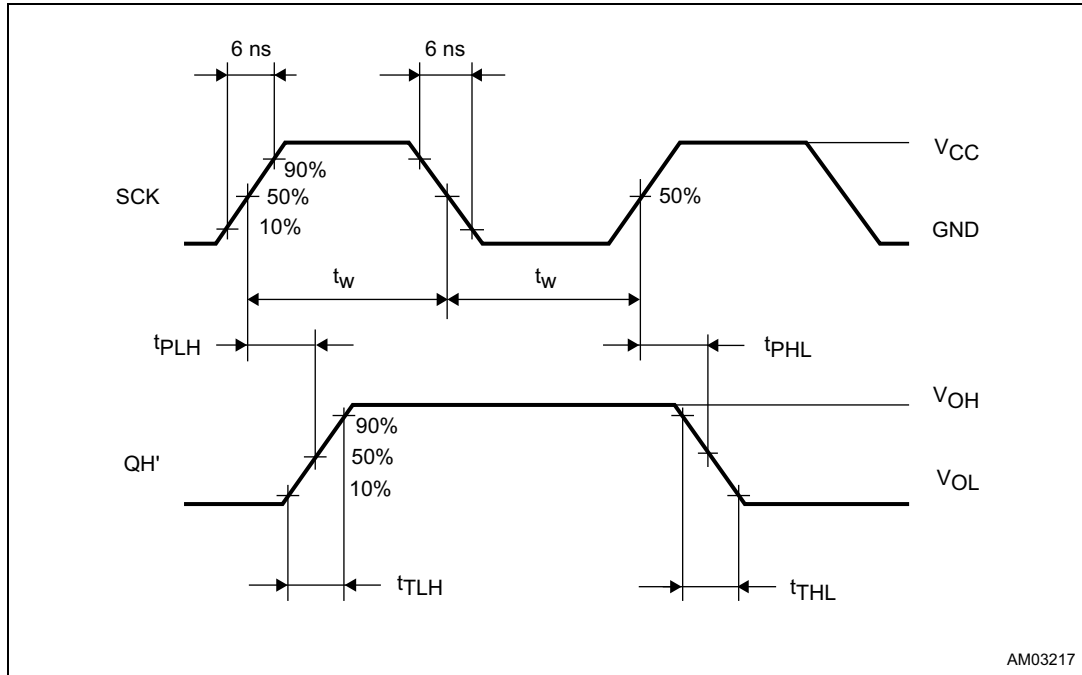 6 ns 6 ns
VCC
90%
SCK 50% 50%
10%
GND
tW tW
tPLH tPHL
VOH
90%
QH' 50%
VOL
10%
tTLH tTHL
AM03217